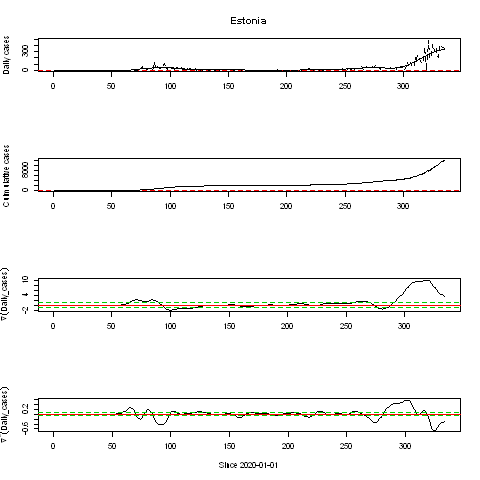 Estonia
Daily cases
0 300
0 50 100 150 200 250 300
Cumulative cases
0 8000
0 50 100 150 200 250 300
∇(Daily_cases)
-2 4 10
0 50 100 150 200 250 300
∇²(Daily_cases)
-0.6 0.2
0 50 100 150 200 250 300
Since 2020-01-01